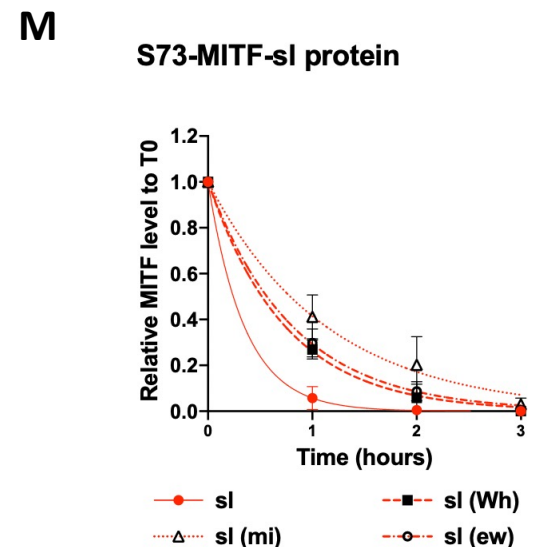 M
S73-MITF-sl protein
Relative MITF level to T0
1.2
1.0
0.8
0.6
0.4
0.2
0.0
0 1 2 3
Time (hours)
sl sl (Wh)
sl (mi) sl (ew)